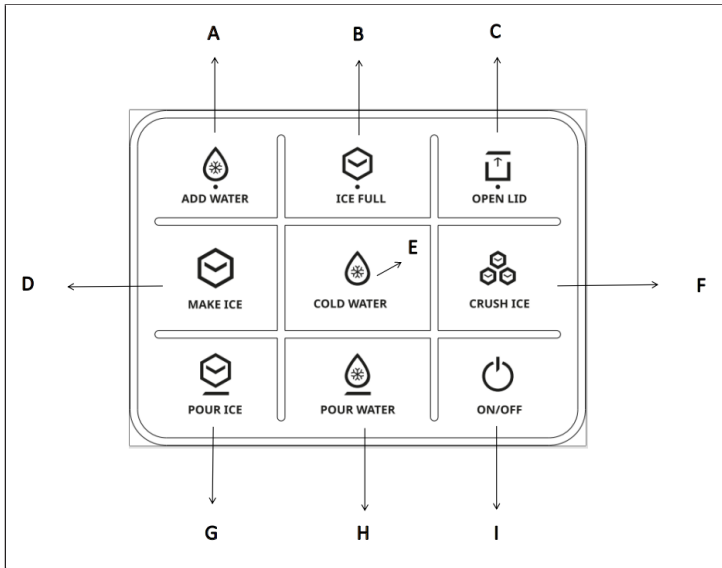 A B C
ADD WATER ICE FULL OPEN LID
E
D F
MAKE ICE COLD WATER CRUSH ICE
POUR ICE POUR WATER ON/OFF
G H I